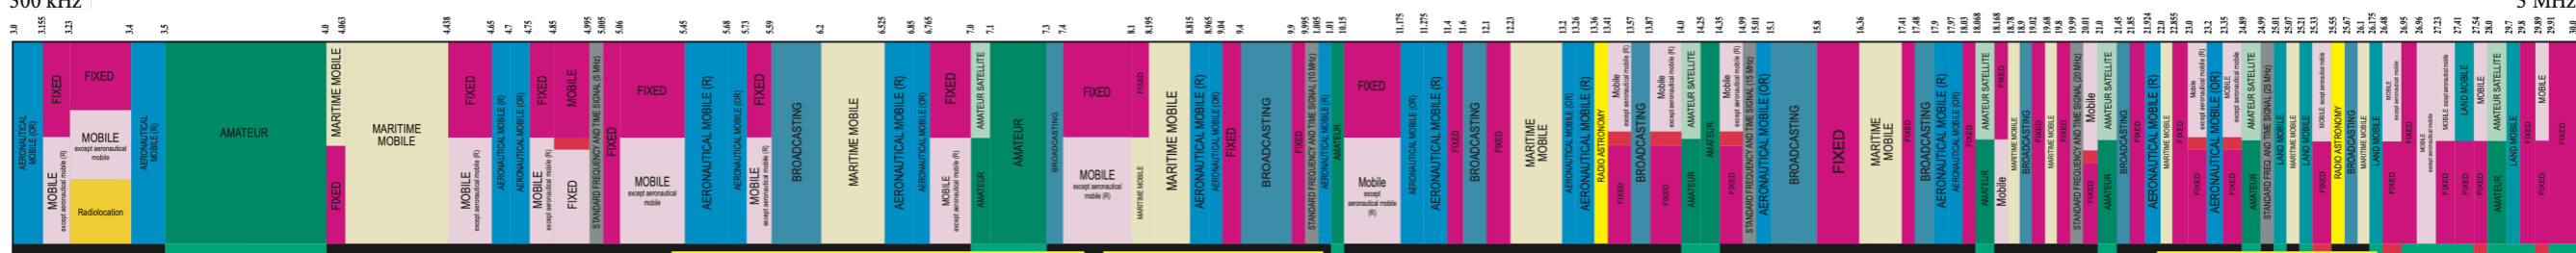 300 kHz
3 MHz
3.0 3.155 3.23 3.4 3.5 4.0 4.063 4.438 4.65 4.7 4.75 4.85 4.995 5.005 5.06 5.45 5.68 5.73 5.59 6.2 6.525 6.85 6.765 7.0 7.1 7.3 7.4 8.1 8.195 8.815 8.965 9.04 9.4 9.9 9.995 1.005 1.01 10.15 11.175 11.275 11.4 11.6 12.1 12.23 13.2 13.26 13.36 13.41 13.57 13.87 14.0 14.25 14.35 14.99 15.01 15.1 15.8 16.36 17.41 17.48 17.9 17.97 18.03 18.068 18.168 18.78 18.9 19.02 19.68 19.8 19.99 20.01 21.0 21.45 21.85 21.924 22.0 22.855 23.0 23.2 23.35 24.89 24.99 25.01 25.07 25.21 25.33 25.55 25.67 26.1 26.175 26.48 26.95 26.96 27.23 27.41 27.54 28.0 29.7 29.8 29.89 29.91 30.0
AERONAUTICAL
MOBILE (OR)
FIXED
MOBILE
except aeronautical mobile (R)
FIXED
MOBILE
except aeronautical
mobile
Radiolocation
AERONAUTICAL
MOBILE (R)
AMATEUR
MARITIME MOBILE
FIXED
MARITIME
MOBILE
FIXED
MOBILE
except aeronautical mobile (R)
AERONAUTICAL MOBILE (R)
AERONAUTICAL MOBILE (OR)
FIXED
MOBILE
except aeronautical mobile (R)
MOBILE
FIXED
STANDARD FREQUENCY AND TIME SIGNAL (5 MHz)
FIXED
FIXED
MOBILE
except aeronautical
mobile
AERONAUTICAL MOBILE (R)
AERONAUTICAL MOBILE (OR)
FIXED
MOBILE
except aeronautical mobile (R)
BROADCASTING
MARITIME MOBILE
AERONAUTICAL MOBILE (R)
AERONAUTICAL MOBILE (OR)
FIXED
MOBILE
except aeronautical mobile (R)
AMATEUR SATELLITE
AMATEUR
AMATEUR
BROADCASTING
FIXED
MOBILE
except aeronautical
mobile (R)
FIXED
MARITIME MOBILE
MARITIME MOBILE
AERONAUTICAL MOBILE (R)
AERONAUTICAL MOBILE (OR)
FIXED
BROADCASTING
FIXED
STANDARD FREQUENCY AND TIME SIGNAL (10 MHz)
AERONAUTICAL MOBILE (R)
AMATEUR
FIXED
Mobile
except
aeronautical mobile
(R)
AERONAUTICAL MOBILE (OR)
AERONAUTICAL MOBILE (R)
FIXED
BROADCASTING
FIXED
MARITIME
MOBILE
AERONAUTICAL MOBILE (OR)
AERONAUTICAL MOBILE (R)
RADIO ASTRONOMY
Mobile
except aeronautical mobile (R)
FIXED
BROADCASTING
Mobile
except aeronautical mobile (R)
FIXED
AMATEUR SATELLITE
AMATEUR
AMATEUR
Mobile
except aeronautical mobile (R)
FIXED
STANDARD FREQUENCY AND TIME SIGNAL (15 MHz)
AERONAUTICAL MOBILE (OR)
BROADCASTING
FIXED
MARITIME
MOBILE
FIXED
BROADCASTING
AERONAUTICAL MOBILE (R)
AERONAUTICAL MOBILE (OR)
FIXED
AMATEUR SATELLITE
AMATEUR
FIXED
Mobile
MARITIME MOBILE
BROADCASTING
FIXED
MARITIME MOBILE
FIXED
STANDARD FREQUENCY AND TIME SIGNAL (20 MHz)
Mobile
FIXED
AMATEUR SATELLITE
AMATEUR
BROADCASTING
FIXED
AERONAUTICAL MOBILE (R)
MARITIME MOBILE
FIXED
Mobile
except aeronautical mobile (R)
FIXED
AERONAUTICAL MOBILE (OR)
MOBILE
except aeronautical mobile
FIXED
AMATEUR SATELLITE
AMATEUR
STANDARD FREQ. AND TIME SIGNAL (25 MHz)
LAND MOBILE
MARITIME MOBILE
LAND MOBILE
MOBILE except aeronautical mobile
FIXED
RADIO ASTRONOMY
BROADCASTING
MARITIME MOBILE
LAND MOBILE
MOBILE
except aeronautical mobile
FIXED
FIXED
MOBILE
except aeronautical mobile
MOBILE except aeronautical mobile
FIXED
LAND MOBILE
FIXED
MOBILE
FIXED
AMATEUR SATELLITE
AMATEUR
LAND MOBILE
FIXED
MOBILE
FIXED
FIXED